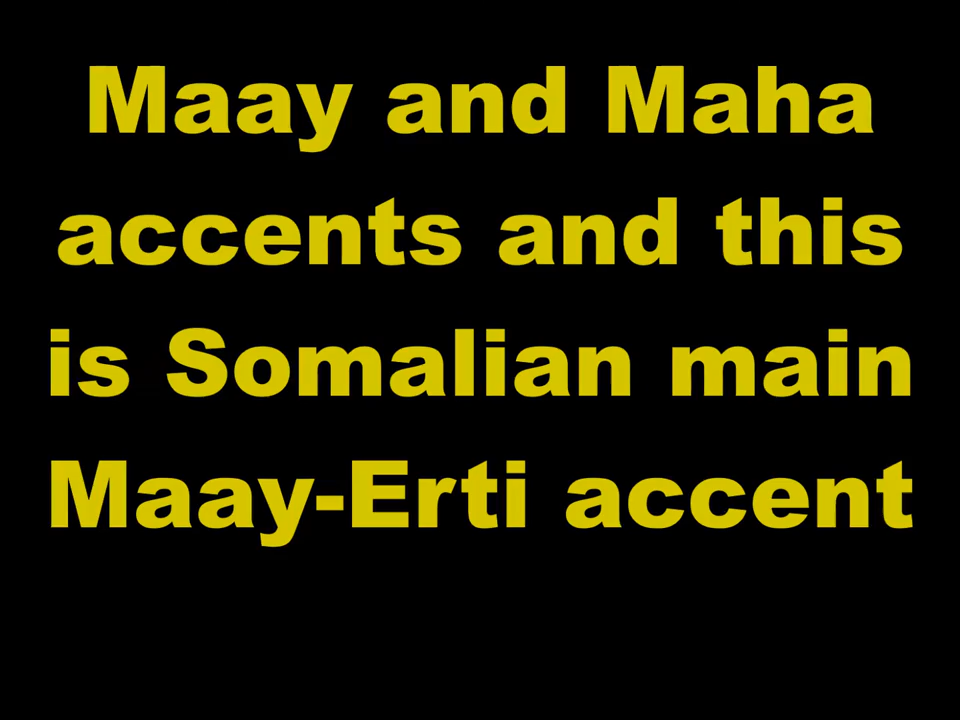 Maay and Maha
accents and this
is Somalian main
Maay-Erti accent